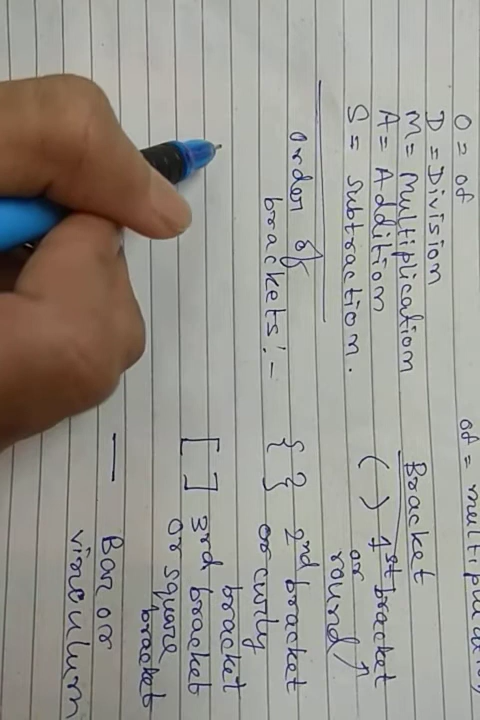 of = multiplication
O = of
D = Division
M = Multiplication
A = Addition
S = Subtraction.
Bracket
( ) 1st bracket
or
round
order of
brackets:-
{ } 2nd bracket
or curly
bracket
[ ] 3rd bracket
or square
bracket
— Bar or
vinculum